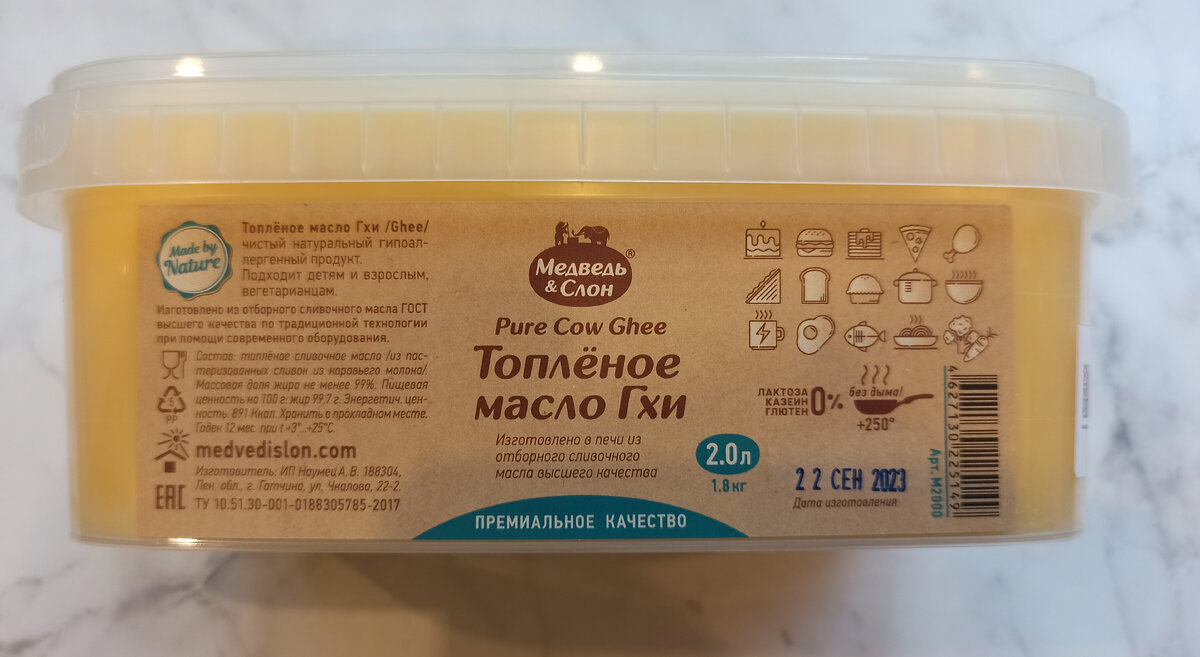 Made by
Nature
Топлёное масло Гхи /Ghee/
чистый натуральный гипоал-
лергенный продукт.
Подходит детям и взрослым,
вегетарианцам.
Изготовлено из отборного сливочного масла ГОСТ
высшего качества по традиционной технологии
при помощи современного оборудования.
Состав: топлёное сливочное масло /из пас-
теризованных сливок из коровьего молока/.
Массовая доля жира не менее 99%. Пищевая
ценность на 100 г: жир 99,7 г. Энергетич. цен-
ность: 891 Ккал. Хранить в прохладном месте.
Годен 12 мес. при t +3°...+25°C.
5
PP
medvedislon.com
Изготовитель: ИП Наумец А. В. 188304,
Лен. обл., г. Гатчина, ул. Чкалова, 22-2.
EAC
ТУ 10.51.30-001-0188305785-2017
Медведь
& Слон
®
Pure Cow Ghee
Топлёное
масло Гхи
Изготовлено в печи из
отборного сливочного
масла высшего качества
2.0л
1.8 кг
ПРЕМИАЛЬНОЕ КАЧЕСТВО
ЛАКТОЗА
КАЗЕИН
ГЛЮТЕН
0%
без дыма!
+250°
22 СЕН 2023
Дата изготовления
Арт. М2000
4627130225149